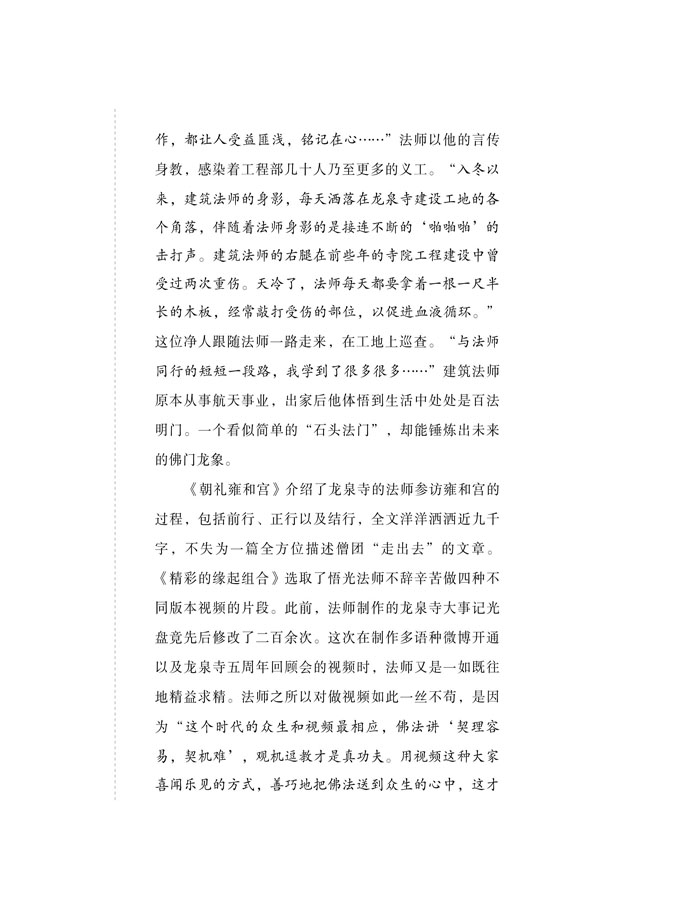 作，都让人受益匪浅，铭记在心……”法师以他的言传
身教，感染着工程部几十人乃至更多的义工。“入冬以
来，建筑法师的身影，每天洒落在龙泉寺建设工地的各
个角落，伴随着法师身影的是接连不断的‘啪啪啪’的
击打声。建筑法师的右腿在前些年的寺院工程建设中曾
受过两次重伤。天冷了，法师每天都要拿着一根一尺半
长的木板，经常敲打受伤的部位，以促进血液循环。”
这位净人跟随法师一路走来，在工地上巡查。“与法师
同行的短短一段路，我学到了很多很多……”建筑法师
原本从事航天事业，出家后他体悟到生活中处处是百法
明门。一个看似简单的“石头法门”，却能锤炼出未来
的佛门龙象。
《朝礼雍和宫》介绍了龙泉寺的法师参访雍和宫的
过程，包括前行、正行以及结行，全文洋洋洒洒近九千
字，不失为一篇全方位描述僧团“走出去”的文章。
《精彩的缘起组合》选取了悟光法师不辞辛苦做四种不
同版本视频的片段。此前，法师制作的龙泉寺大事记光
盘竟先后修改了二百余次。这次在制作多语种微博开通
以及龙泉寺五周年回顾会的视频时，法师又是一如既往
地精益求精。法师之所以对做视频如此一丝不苟，是因
为“这个时代的众生和视频最相应，佛法讲‘契理容
易，契机难’，观机逗教才是真功夫。用视频这种大家
喜闻乐见的方式，善巧地把佛法送到众生的心中，这才